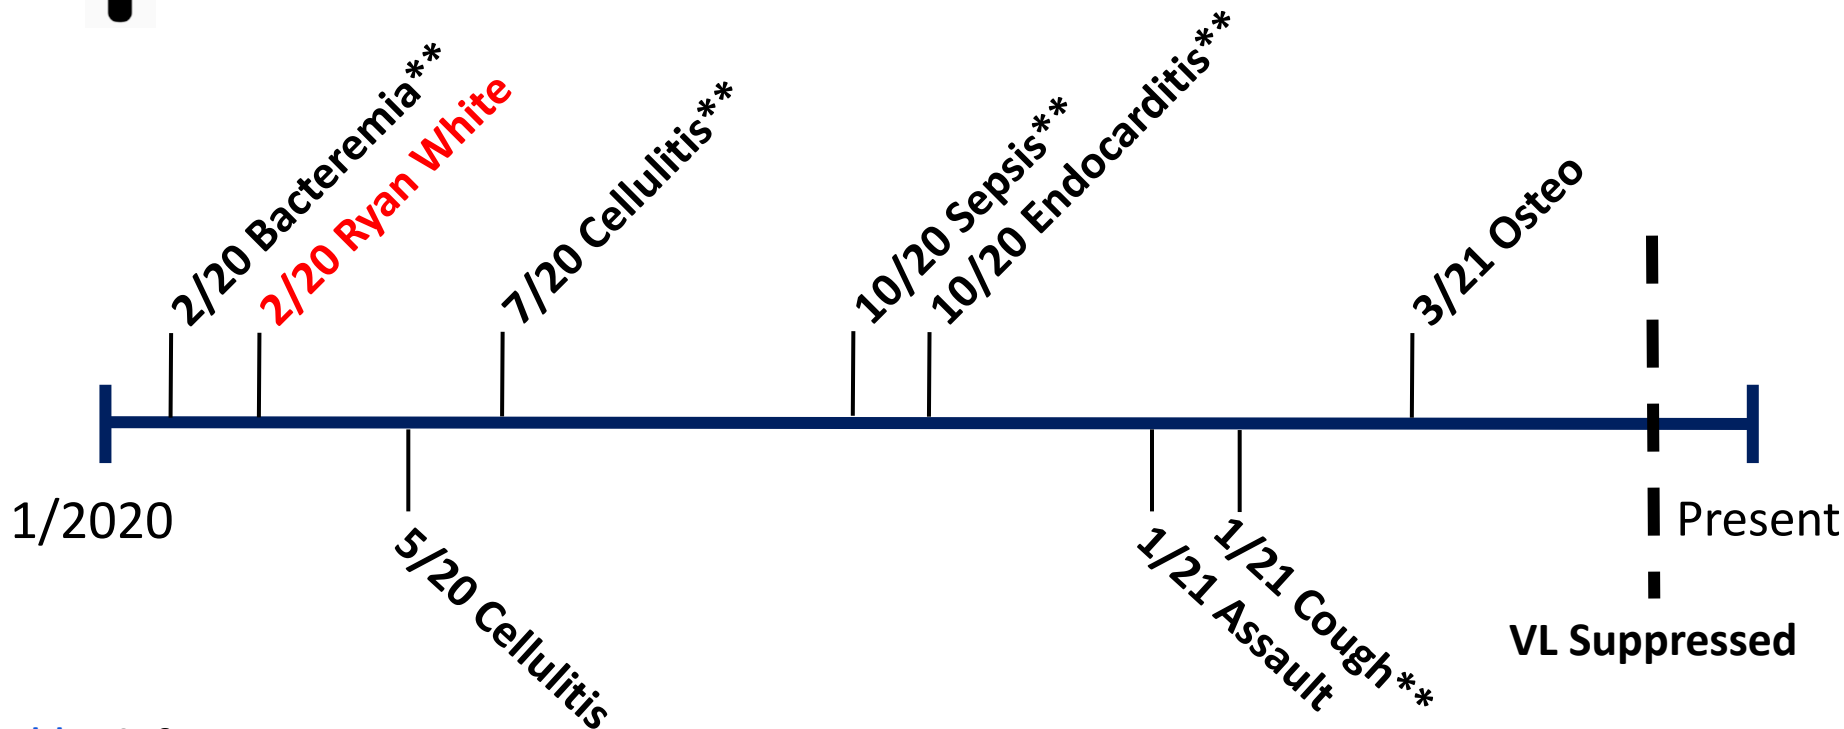 2/20 Bacteremia**
2/20 Ryan White
7/20 Cellulitis**
10/20 Sepsis**
10/20 Endocarditis**
3/21 Osteo
1/2020
5/20 Cellulitis
1/21 Assault
1/21 Cough**
Present
VL Suppressed